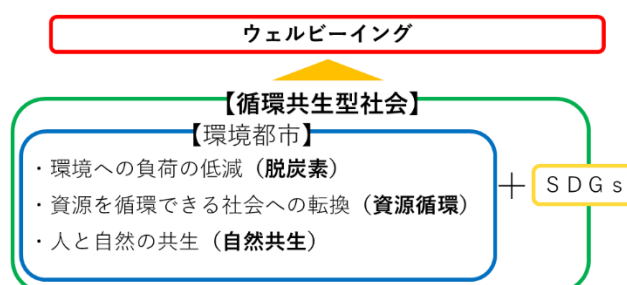 ウェルビーイング
【循環共生型社会】
【環境都市】
・環境への負荷の低減（脱炭素）
・資源を循環できる社会への転換（資源循環）
・人と自然の共生（自然共生）
＋
ＳＤＧｓ